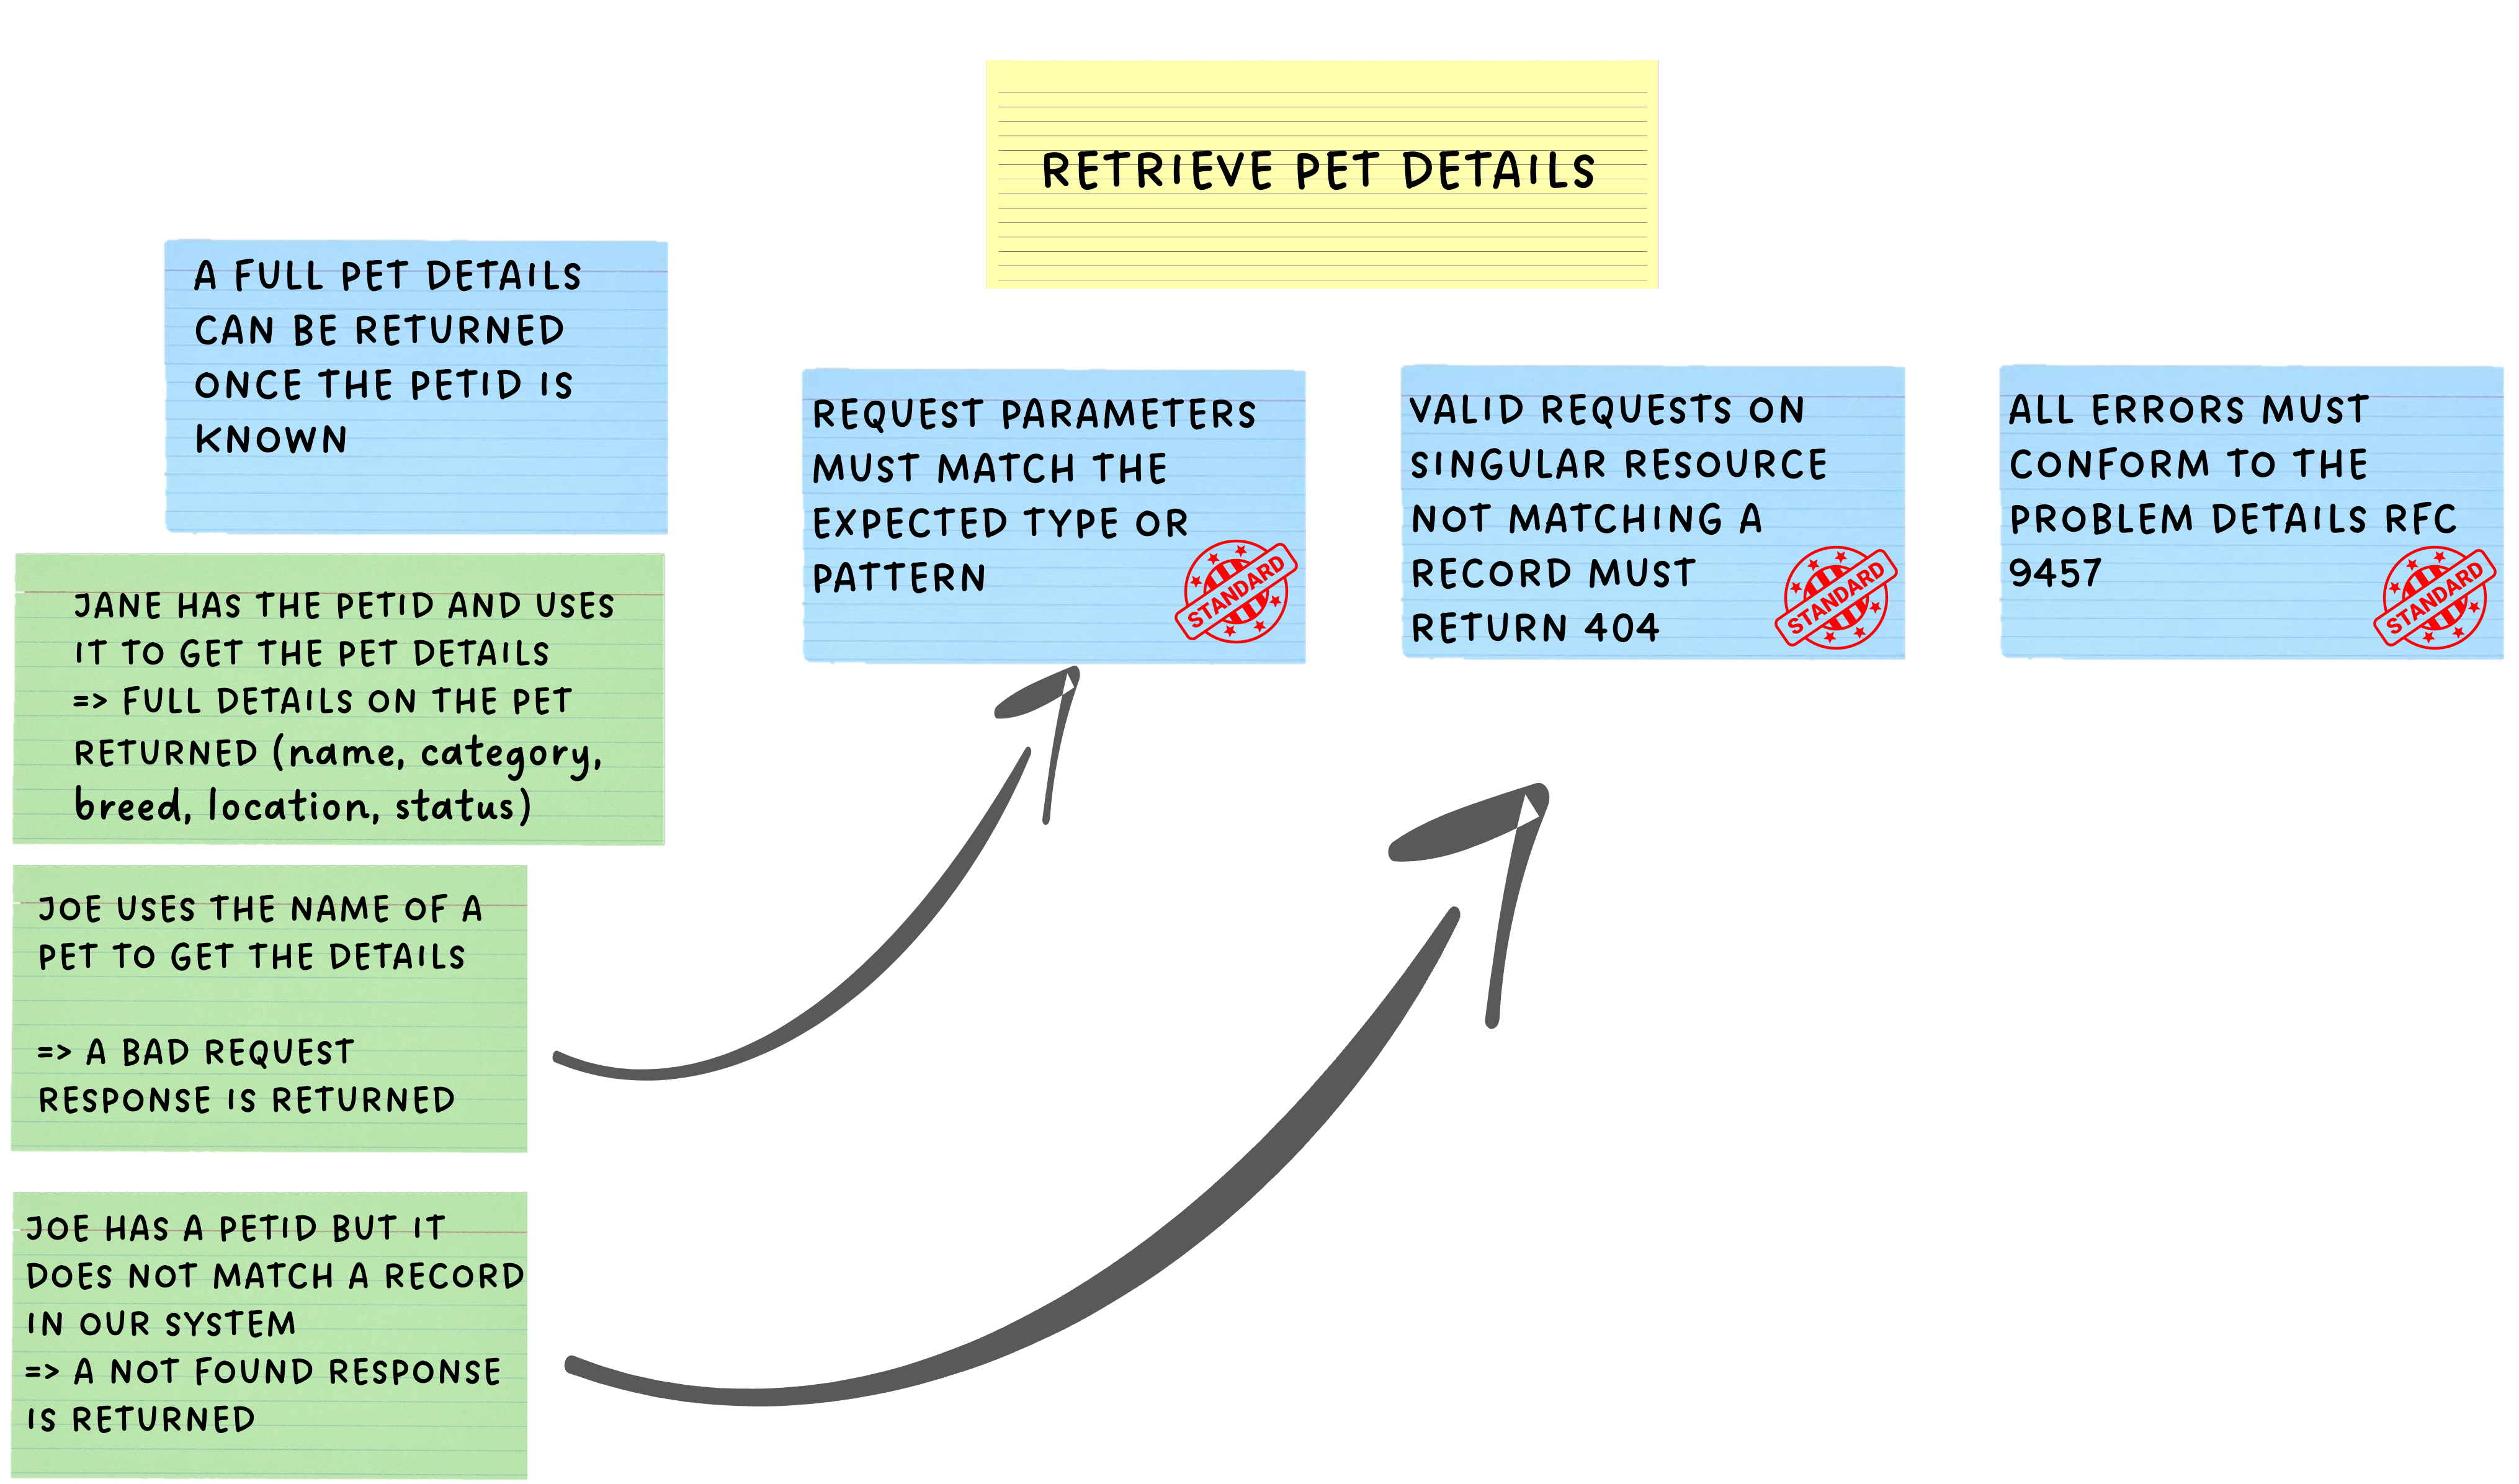 RETRIEVE PET DETAILS
A FULL PET DETAILS
CAN BE RETURNED
ONCE THE PETID IS
KNOWN
JANE HAS THE PETID AND USES
IT TO GET THE PET DETAILS
=> FULL DETAILS ON THE PET
RETURNED (name, category,
breed, location, status)
JOE USES THE NAME OF A
PET TO GET THE DETAILS
=> A BAD REQUEST
RESPONSE IS RETURNED
JOE HAS A PETID BUT IT
DOES NOT MATCH A RECORD
IN OUR SYSTEM
=> A NOT FOUND RESPONSE
IS RETURNED
REQUEST PARAMETERS
MUST MATCH THE
EXPECTED TYPE OR
PATTERN
STANDARD
VALID REQUESTS ON
SINGULAR RESOURCE
NOT MATCHING A
RECORD MUST
RETURN 404
STANDARD
ALL ERRORS MUST
CONFORM TO THE
PROBLEM DETAILS RFC
9457
STANDARD